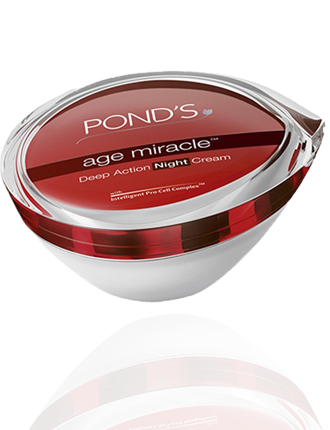 POND'S
age miracle™
Deep Action Night Cream
with
Intelligent Pro-Cell Complex™